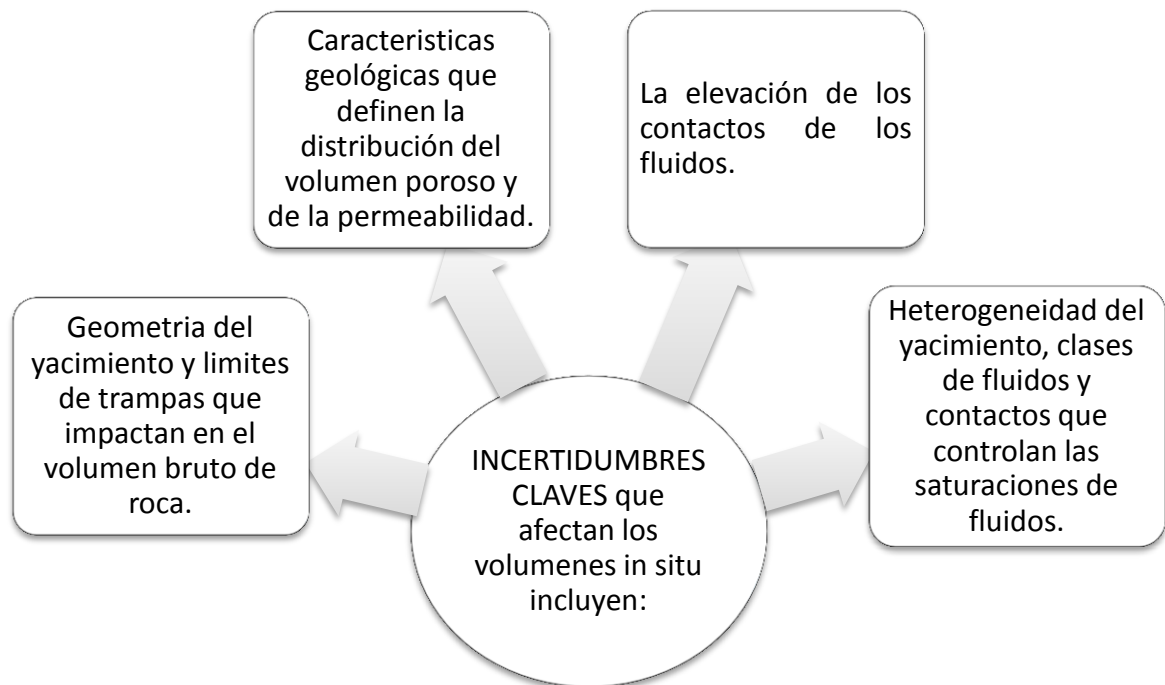 Caracteristicas
geológicas que
definen la
distribución del
volumen poroso y
de la permeabilidad.
La elevación de los
contactos de los
fluidos.
Geometria del
yacimiento y limites
de trampas que
impactan en el
volumen bruto de
roca.
INCERTIDUMBRES
CLAVES que
afectan los
volumenes in situ
incluyen:
Heterogeneidad del
yacimiento, clases
de fluidos y
contactos que
controlan las
saturaciones de
fluidos.